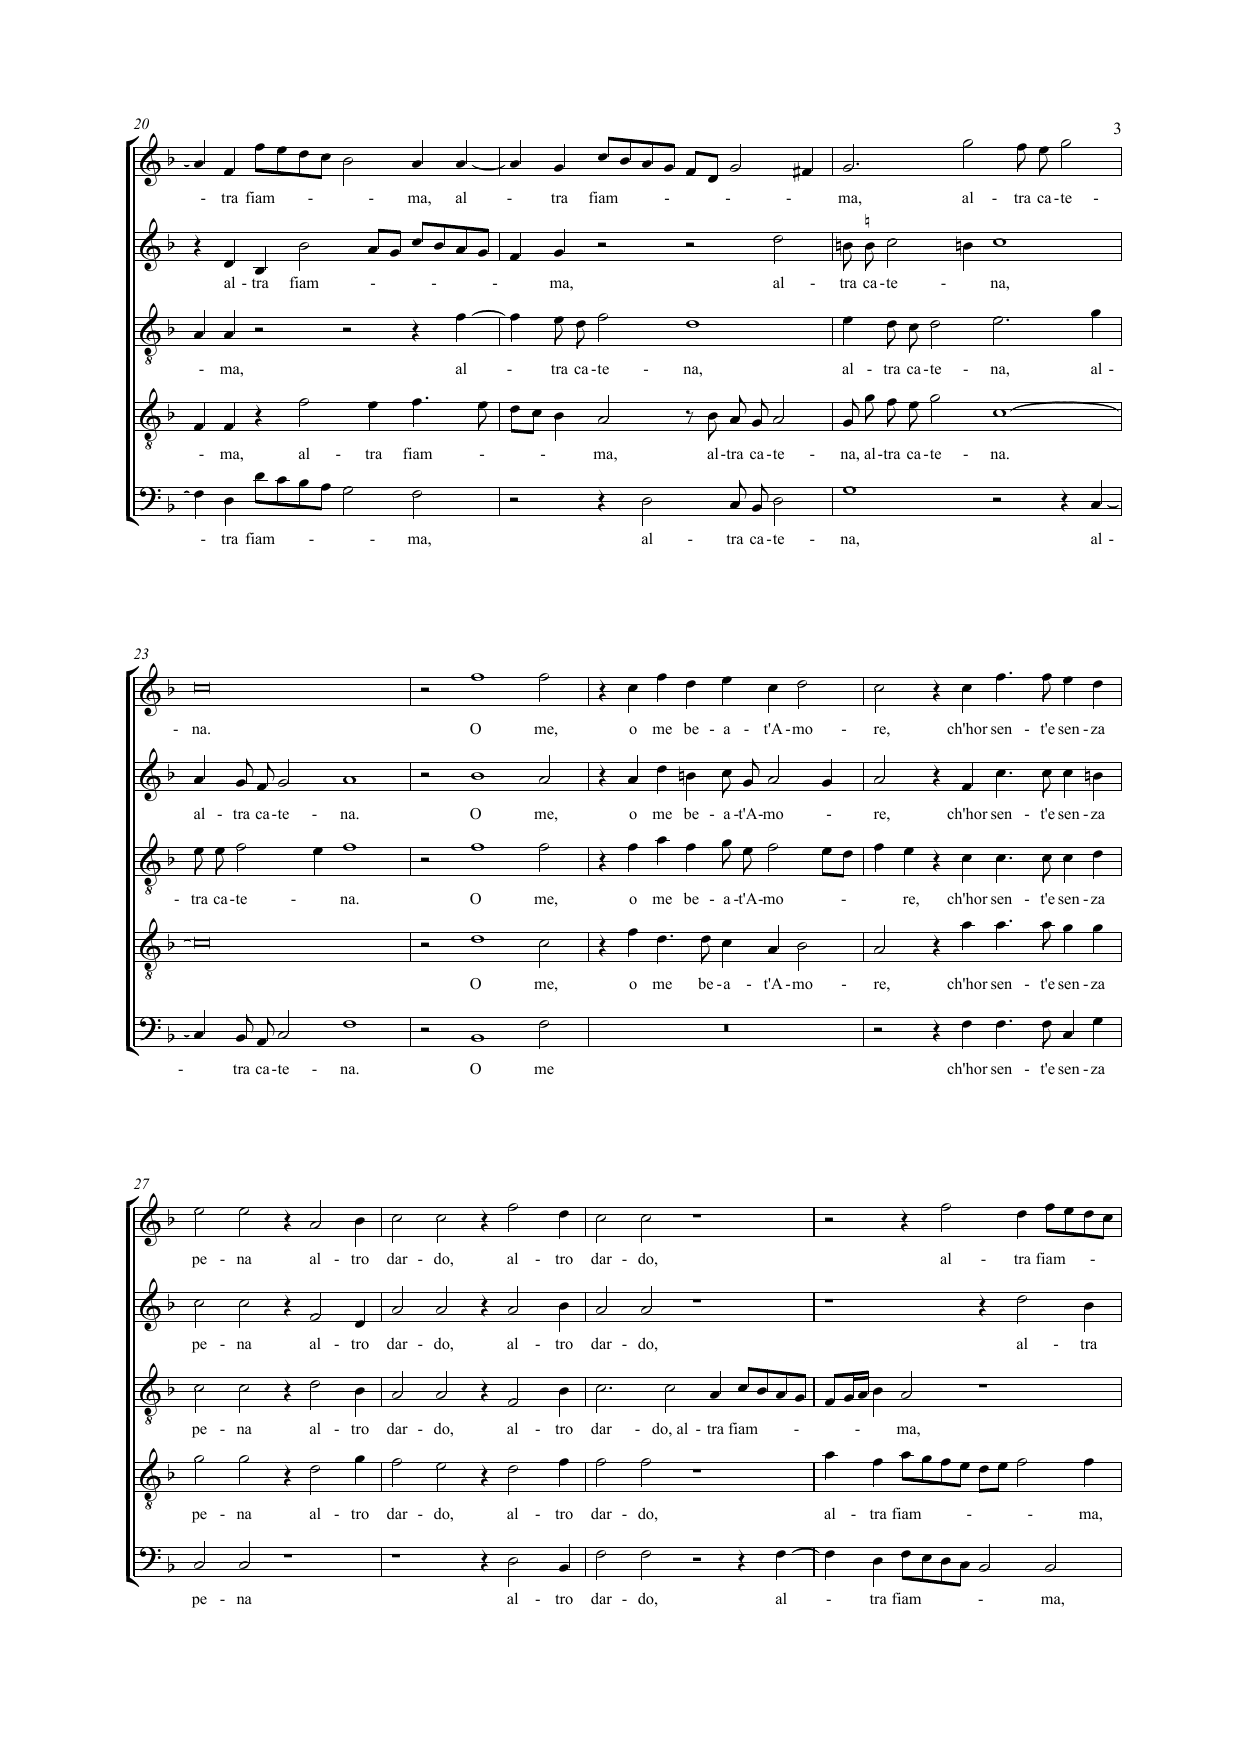 20
3
- tra fiam - - - ma, al - tra fiam - - - - ma, al - tra ca - te -
al - tra fiam - - - - ma, al - tra ca - te - na,
- ma, al - tra ca - te - na, al - tra ca - te - na, al -
- ma, al - tra fiam - - ma, al - tra ca - te - na, al - tra ca - te - na.
- tra fiam - - - ma, al - tra ca - te - na, al -
23
- na. O me, o me be - a - t'A - mo - re, ch'hor sen - t'e sen - za
al - tra ca - te - na. O me, o me be - a - t'A - mo - re, ch'hor sen - t'e sen - za
- tra ca - te - na. O me, o me be - a - t'A - mo - - re, ch'hor sen - t'e sen - za
O me, o me be - a - t'A - mo - re, ch'hor sen - t'e sen - za
- tra ca - te - na. O me ch'hor sen - t'e sen - za
27
pe - na al - tro dar - do, al - tro dar - do, al - tra fiam -
pe - na al - tro dar - do, al - tro dar - do, al - tra
pe - na al - tro dar - do, al - tro dar - do, al - tra fiam - - - ma,
pe - na al - tro dar - do, al - tro dar - do, al - tra fiam - - - ma,
pe - na al - tro dar - do, al - tra fiam - - ma,